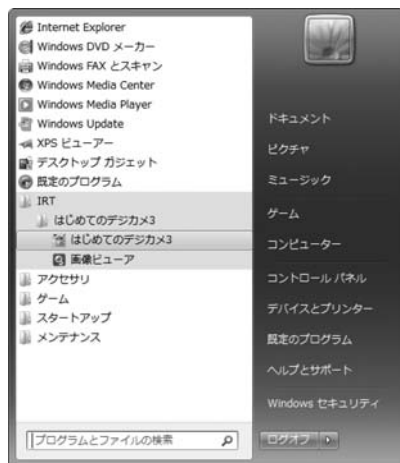 Internet Explorer
Windows DVD メーカー
Windows FAX とスキャン
Windows Media Center
Windows Media Player
Windows Update
XPS ビューアー
デスクトップ ガジェット
既定のプログラム
IRT
はじめてのデジカメ3
はじめてのデジカメ3
画像ビューア
アクセサリ
ゲーム
スタートアップ
メンテナンス
プログラムとファイルの検索
ドキュメント
ピクチャ
ミュージック
ゲーム
コンピューター
コントロール パネル
デバイスとプリンター
既定のプログラム
ヘルプとサポート
Windows セキュリティ
ログオフ